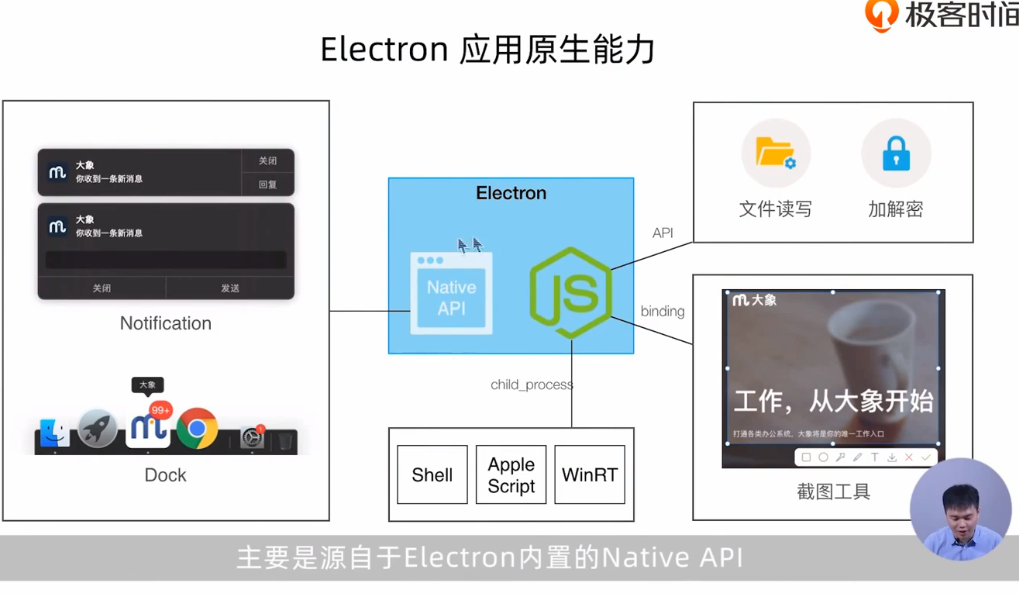 极客时间
Electron 应用原生能力
大象
你收到一条新消息
关闭
回复
大象
你收到一条新消息
关闭
发送
Notification
大象
99+
1
Dock
Electron
Native
API
JS
API
binding
child_process
Shell
Apple
Script
WinRT
文件读写
加解密
大象
工作，从大象开始
打通各类办公系统，大象将是你的唯一工作入口
T
截图工具
主要是源自于Electron内置的Native API